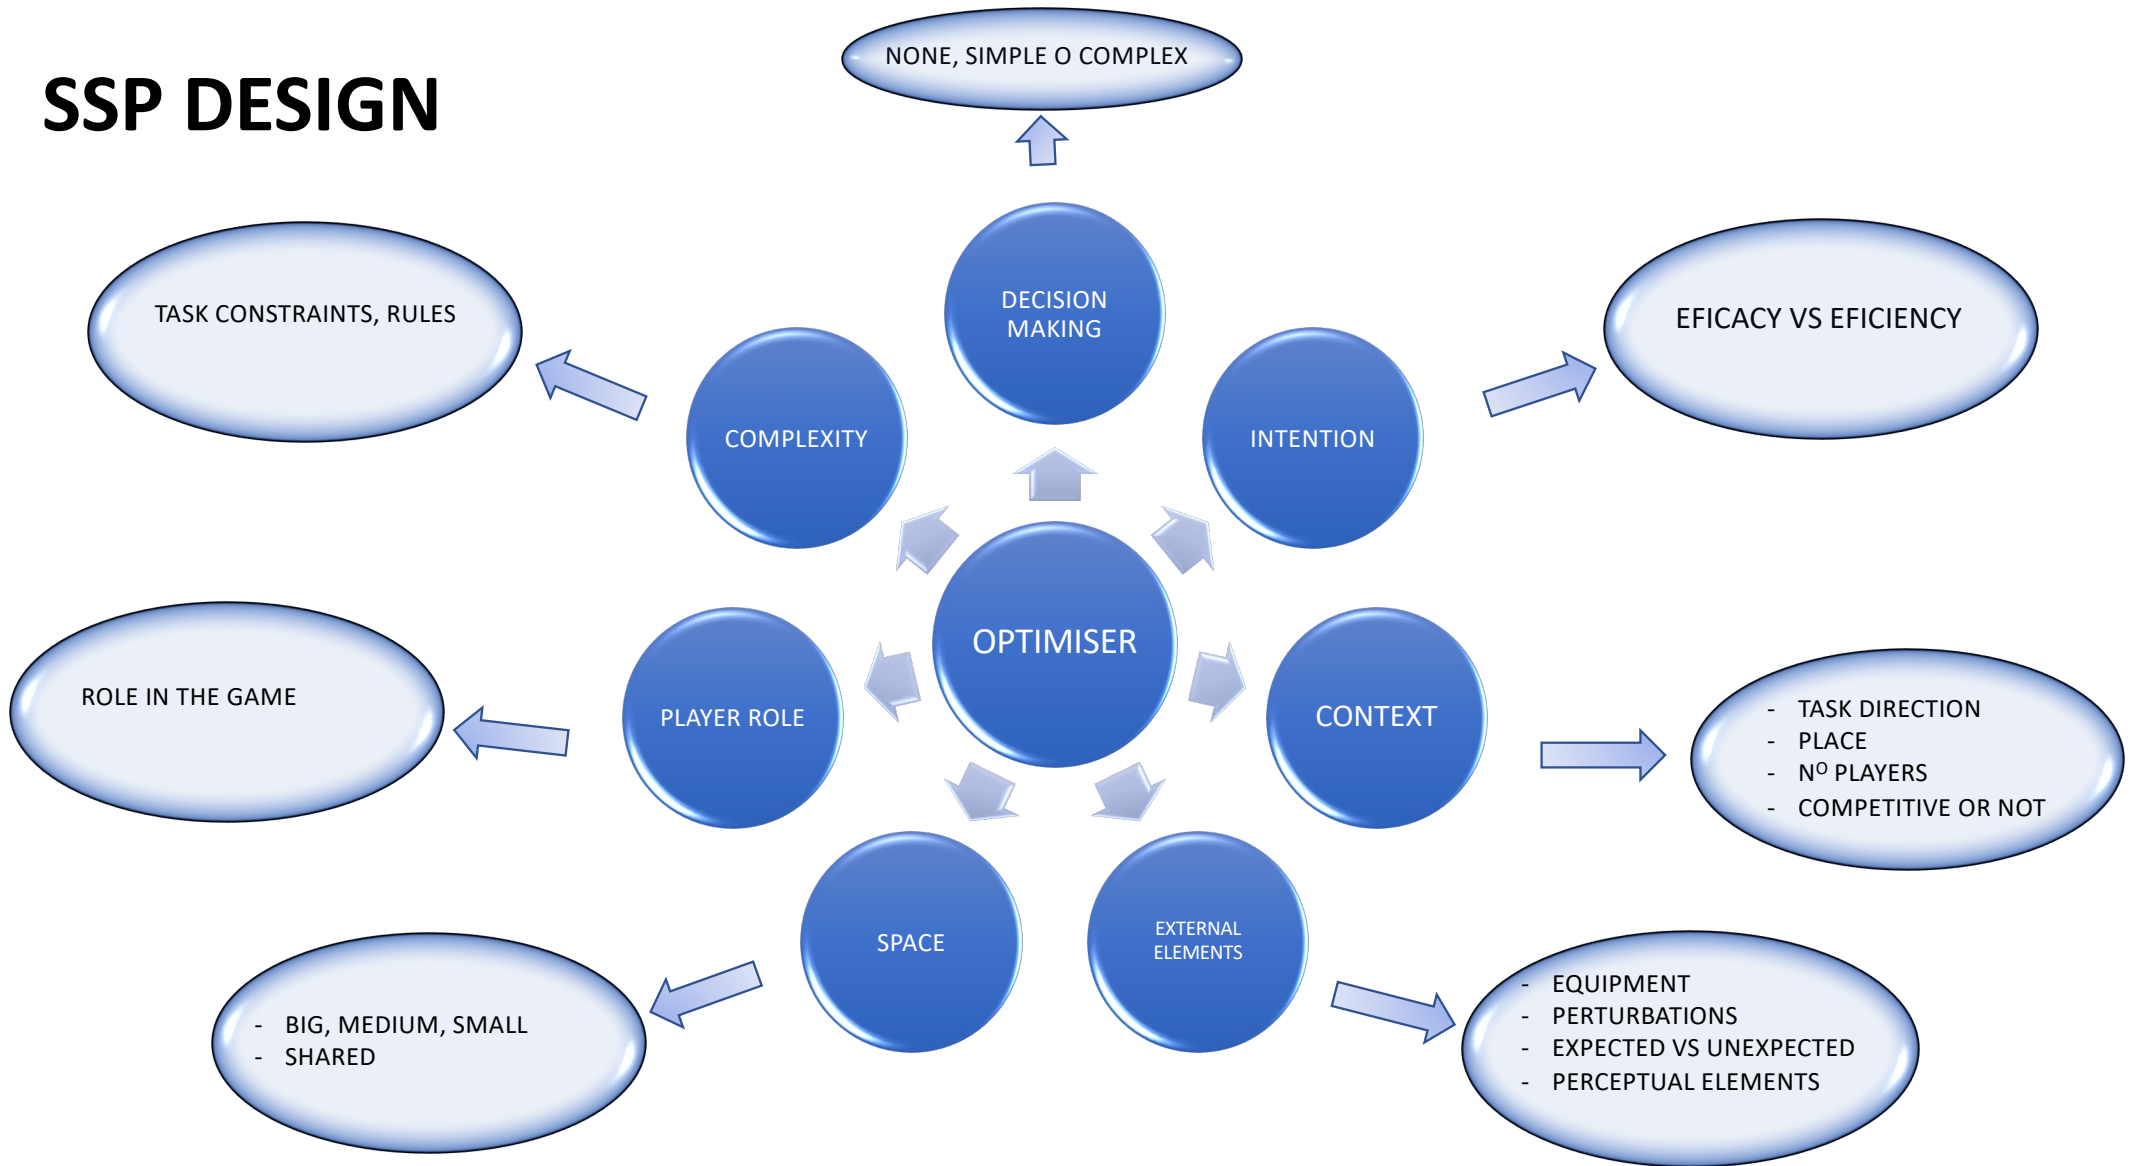 SSP DESIGN
NONE, SIMPLE O COMPLEX
DECISION
MAKING
TASK CONSTRAINTS, RULES
EFICACY VS EFICIENCY
COMPLEXITY
INTENTION
OPTIMISER
ROLE IN THE GAME
PLAYER ROLE
CONTEXT
- TASK DIRECTION
- PLACE
- Nº PLAYERS
- COMPETITIVE OR NOT
SPACE
EXTERNAL
ELEMENTS
- BIG, MEDIUM, SMALL
- SHARED
- EQUIPMENT
- PERTURBATIONS
- EXPECTED VS UNEXPECTED
- PERCEPTUAL ELEMENTS